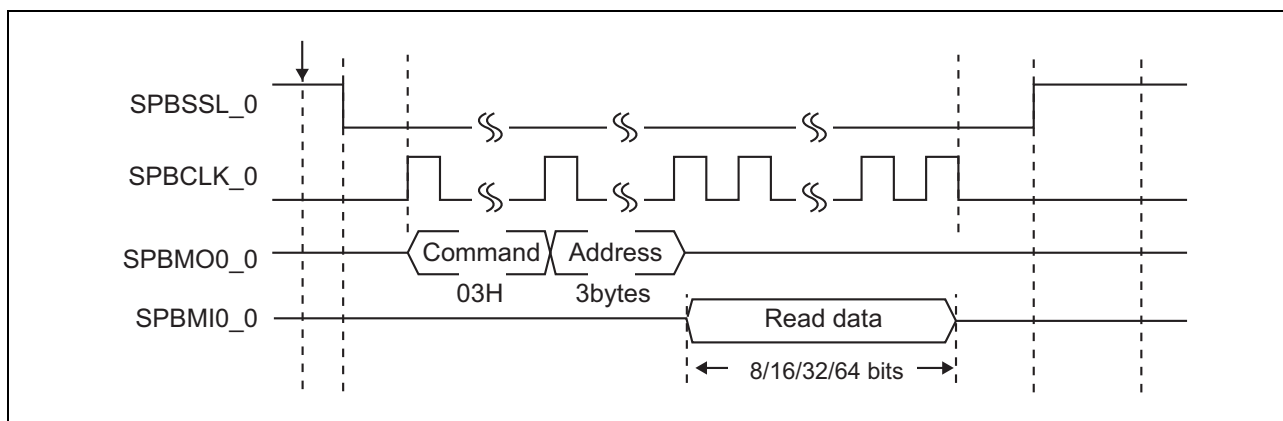 SPBSSL_0
SPBCLK_0
SPBMO0_0 Command Address
03H 3bytes
SPBMI0_0 Read data
8/16/32/64 bits